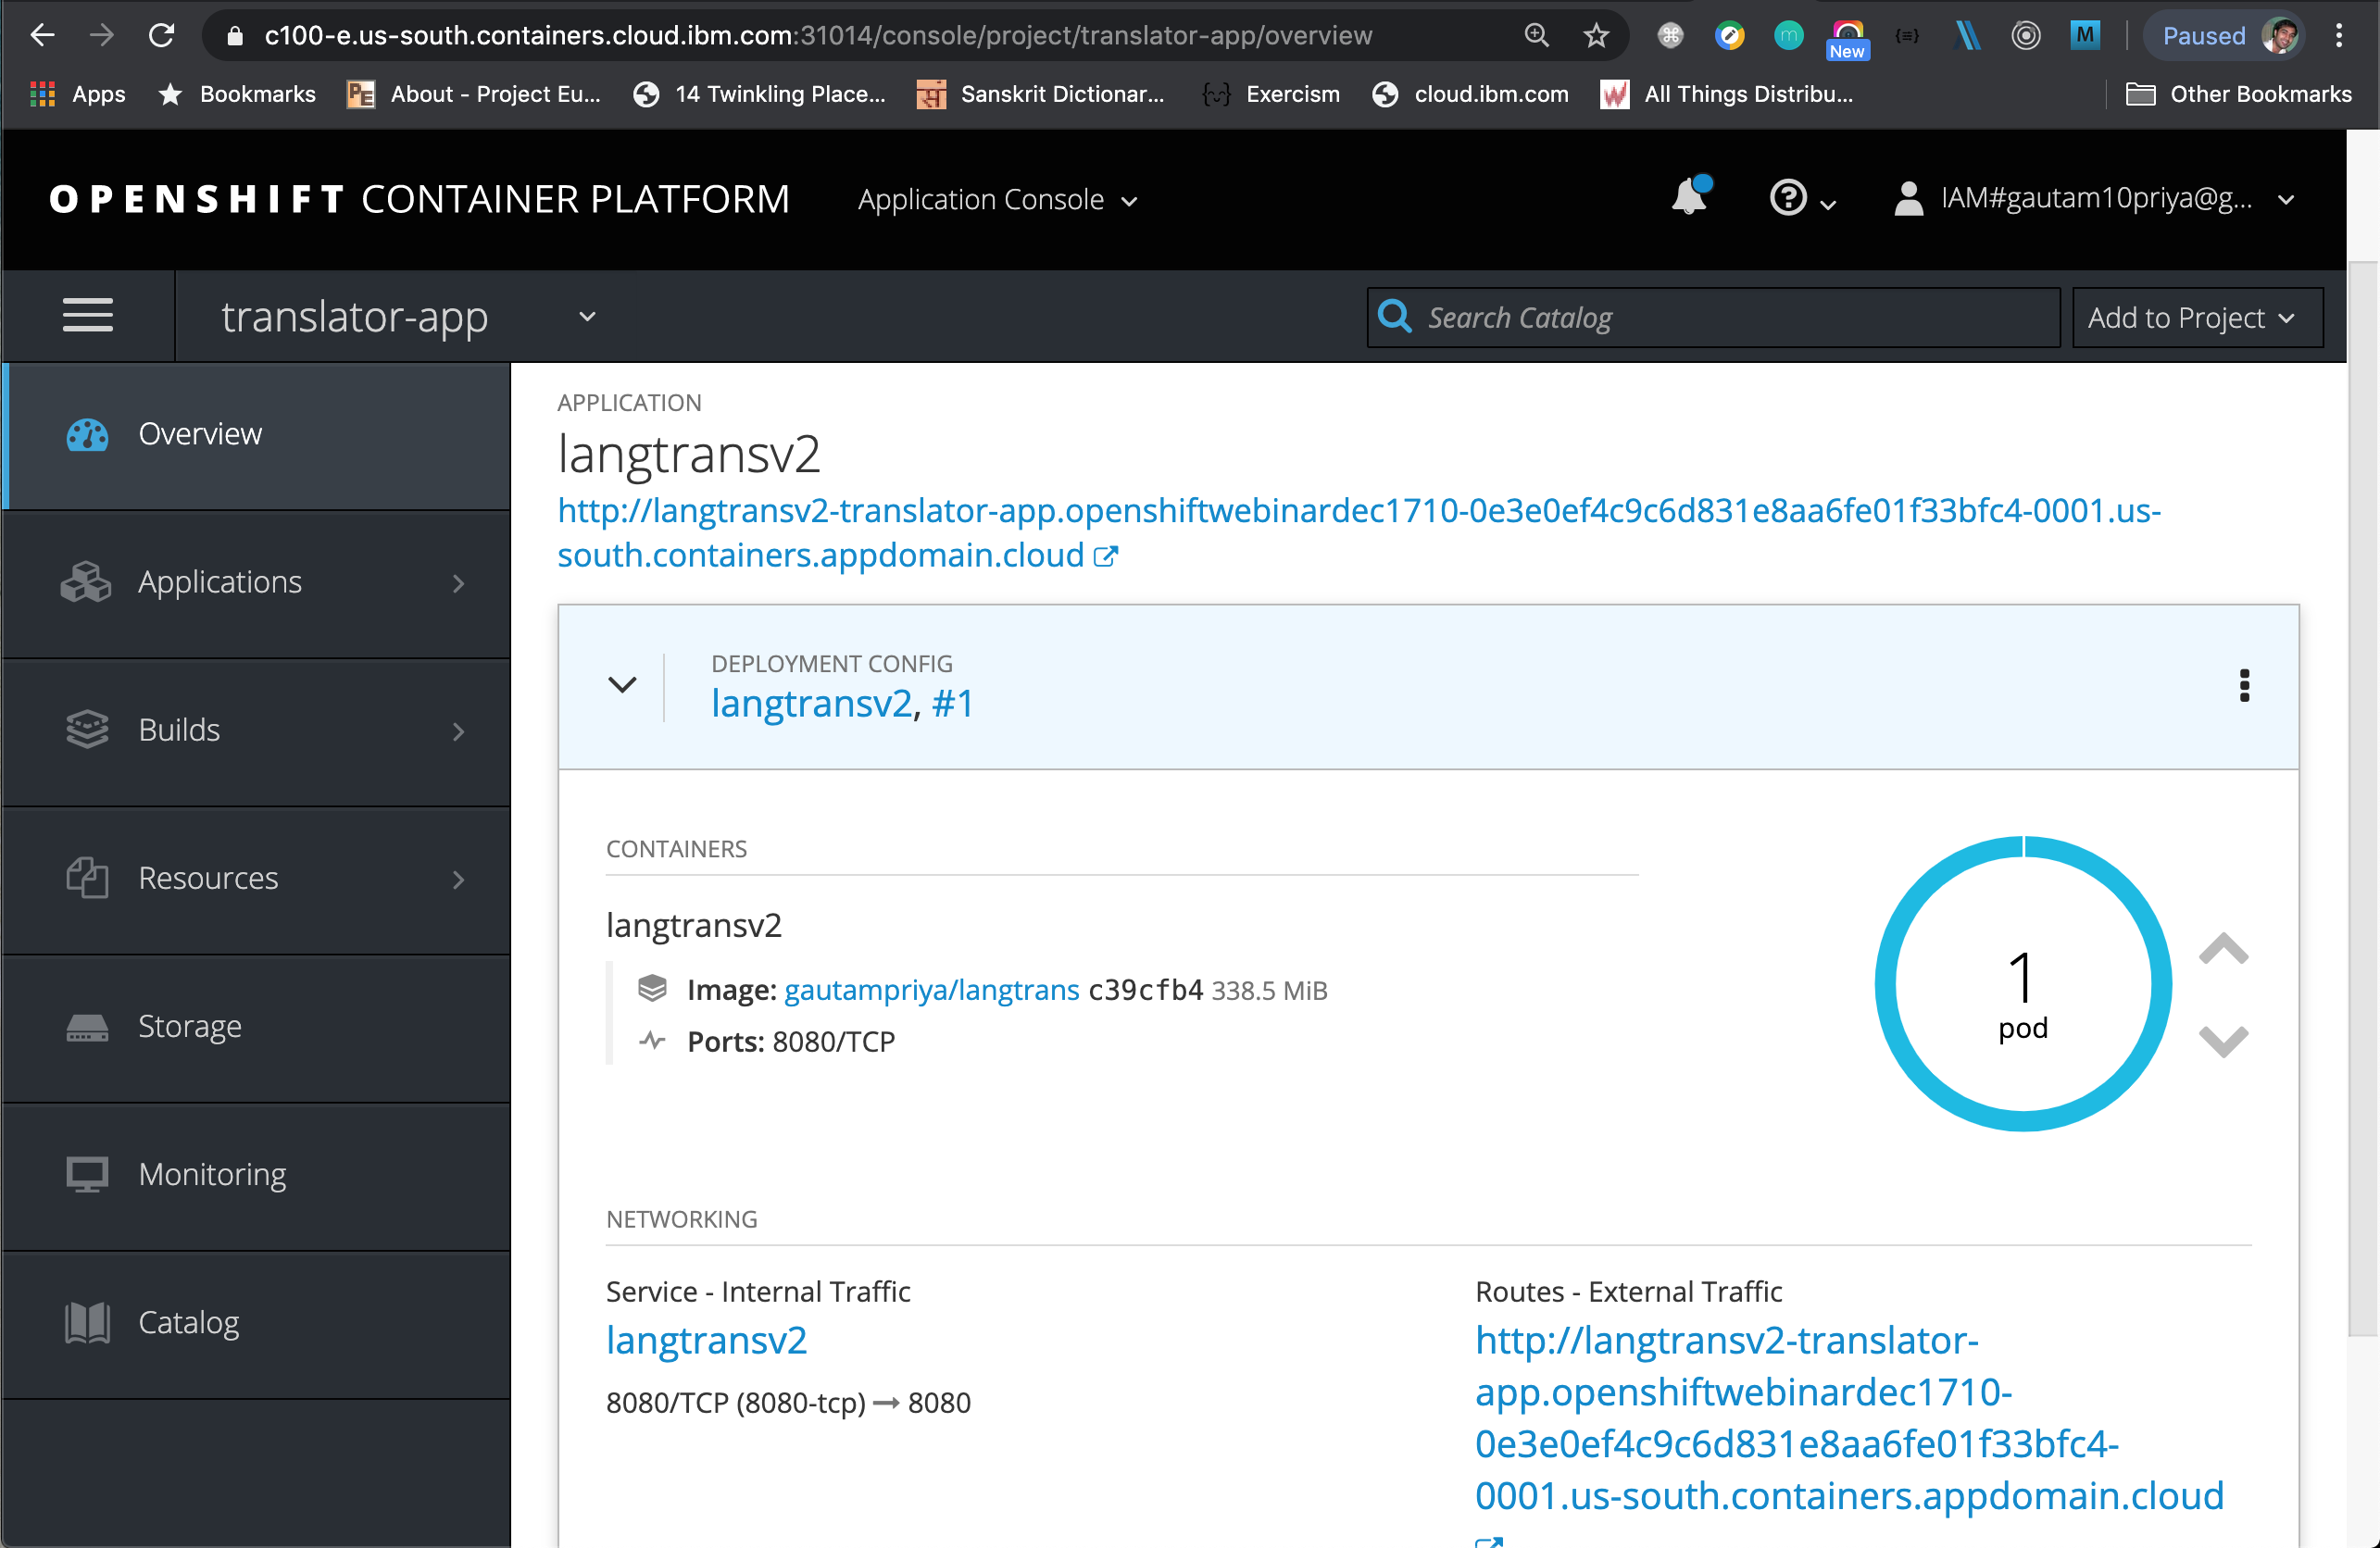 c100-e.us-south.containers.cloud.ibm.com:31014/console/project/translator-app/overview
New
M
Paused
Apps
Bookmarks
PE
About - Project Eu...
14 Twinkling Place...
Sanskrit Dictionar...
Exercism
cloud.ibm.com
All Things Distribu...
Other Bookmarks
OPENSHIFT CONTAINER PLATFORM
Application Console
IAM#gautam10priya@g...
translator-app
Search Catalog
Add to Project
Overview
Applications
Builds
Resources
Storage
Monitoring
Catalog
APPLICATION
langtransv2
http://langtransv2-translator-app.openshiftwebinardec1710-0e3e0ef4c9c6d831e8aa6fe01f33bfc4-0001.us-
south.containers.appdomain.cloud
DEPLOYMENT CONFIG
langtransv2, #1
CONTAINERS
langtransv2
Image: gautampriya/langtrans c39cfb4 338.5 MiB
Ports: 8080/TCP
1
pod
NETWORKING
Service - Internal Traffic
langtransv2
8080/TCP (8080-tcp) → 8080
Routes - External Traffic
http://langtransv2-translator-
app.openshiftwebinardec1710-
0e3e0ef4c9c6d831e8aa6fe01f33bfc4-
0001.us-south.containers.appdomain.cloud